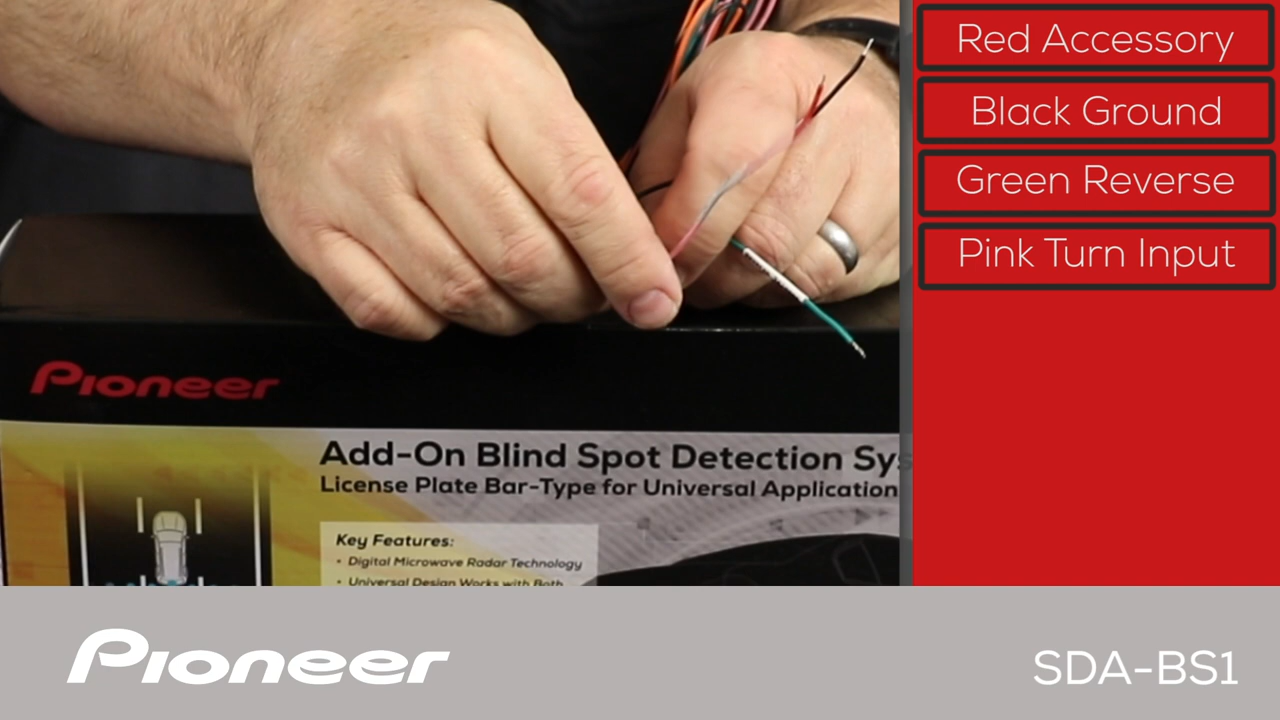 Red Accessory
Black Ground
Green Reverse
Pink Turn Input
Pioneer
Add-On Blind Spot Detection Sys
License Plate Bar-Type for Universal Application
Key Features:
• Digital Microwave Radar Technology
• Universal Design Works with Both
Pioneer
SDA-BS1